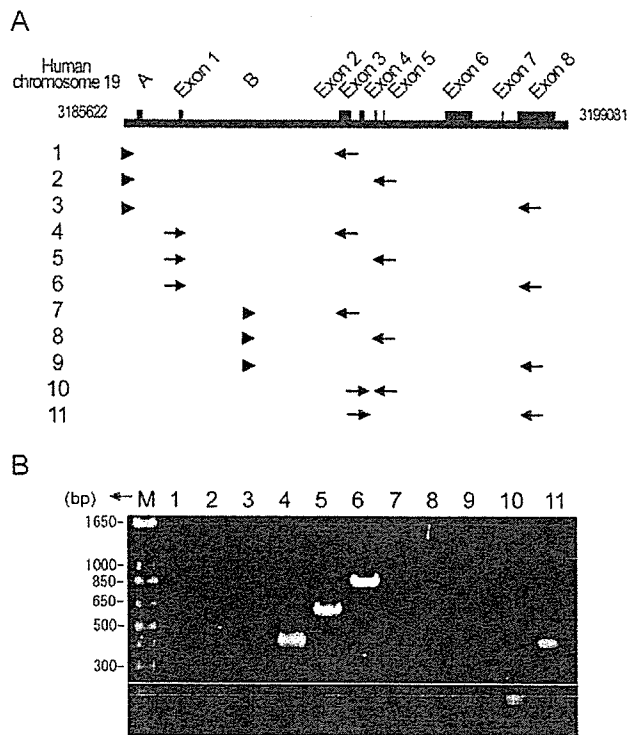 A
Human
chromosome 19
A
Exon 1
B
Exon 2
Exon 3
Exon 4
Exon 5
Exon 6
Exon 7
Exon 8
3185622
3199081
1
2
3
4
5
6
7
8
9
10
11
B
(bp)
M 1 2 3 4 5 6 7 8 9 10 11
1650-
1000-
850-
650-
500-
300-